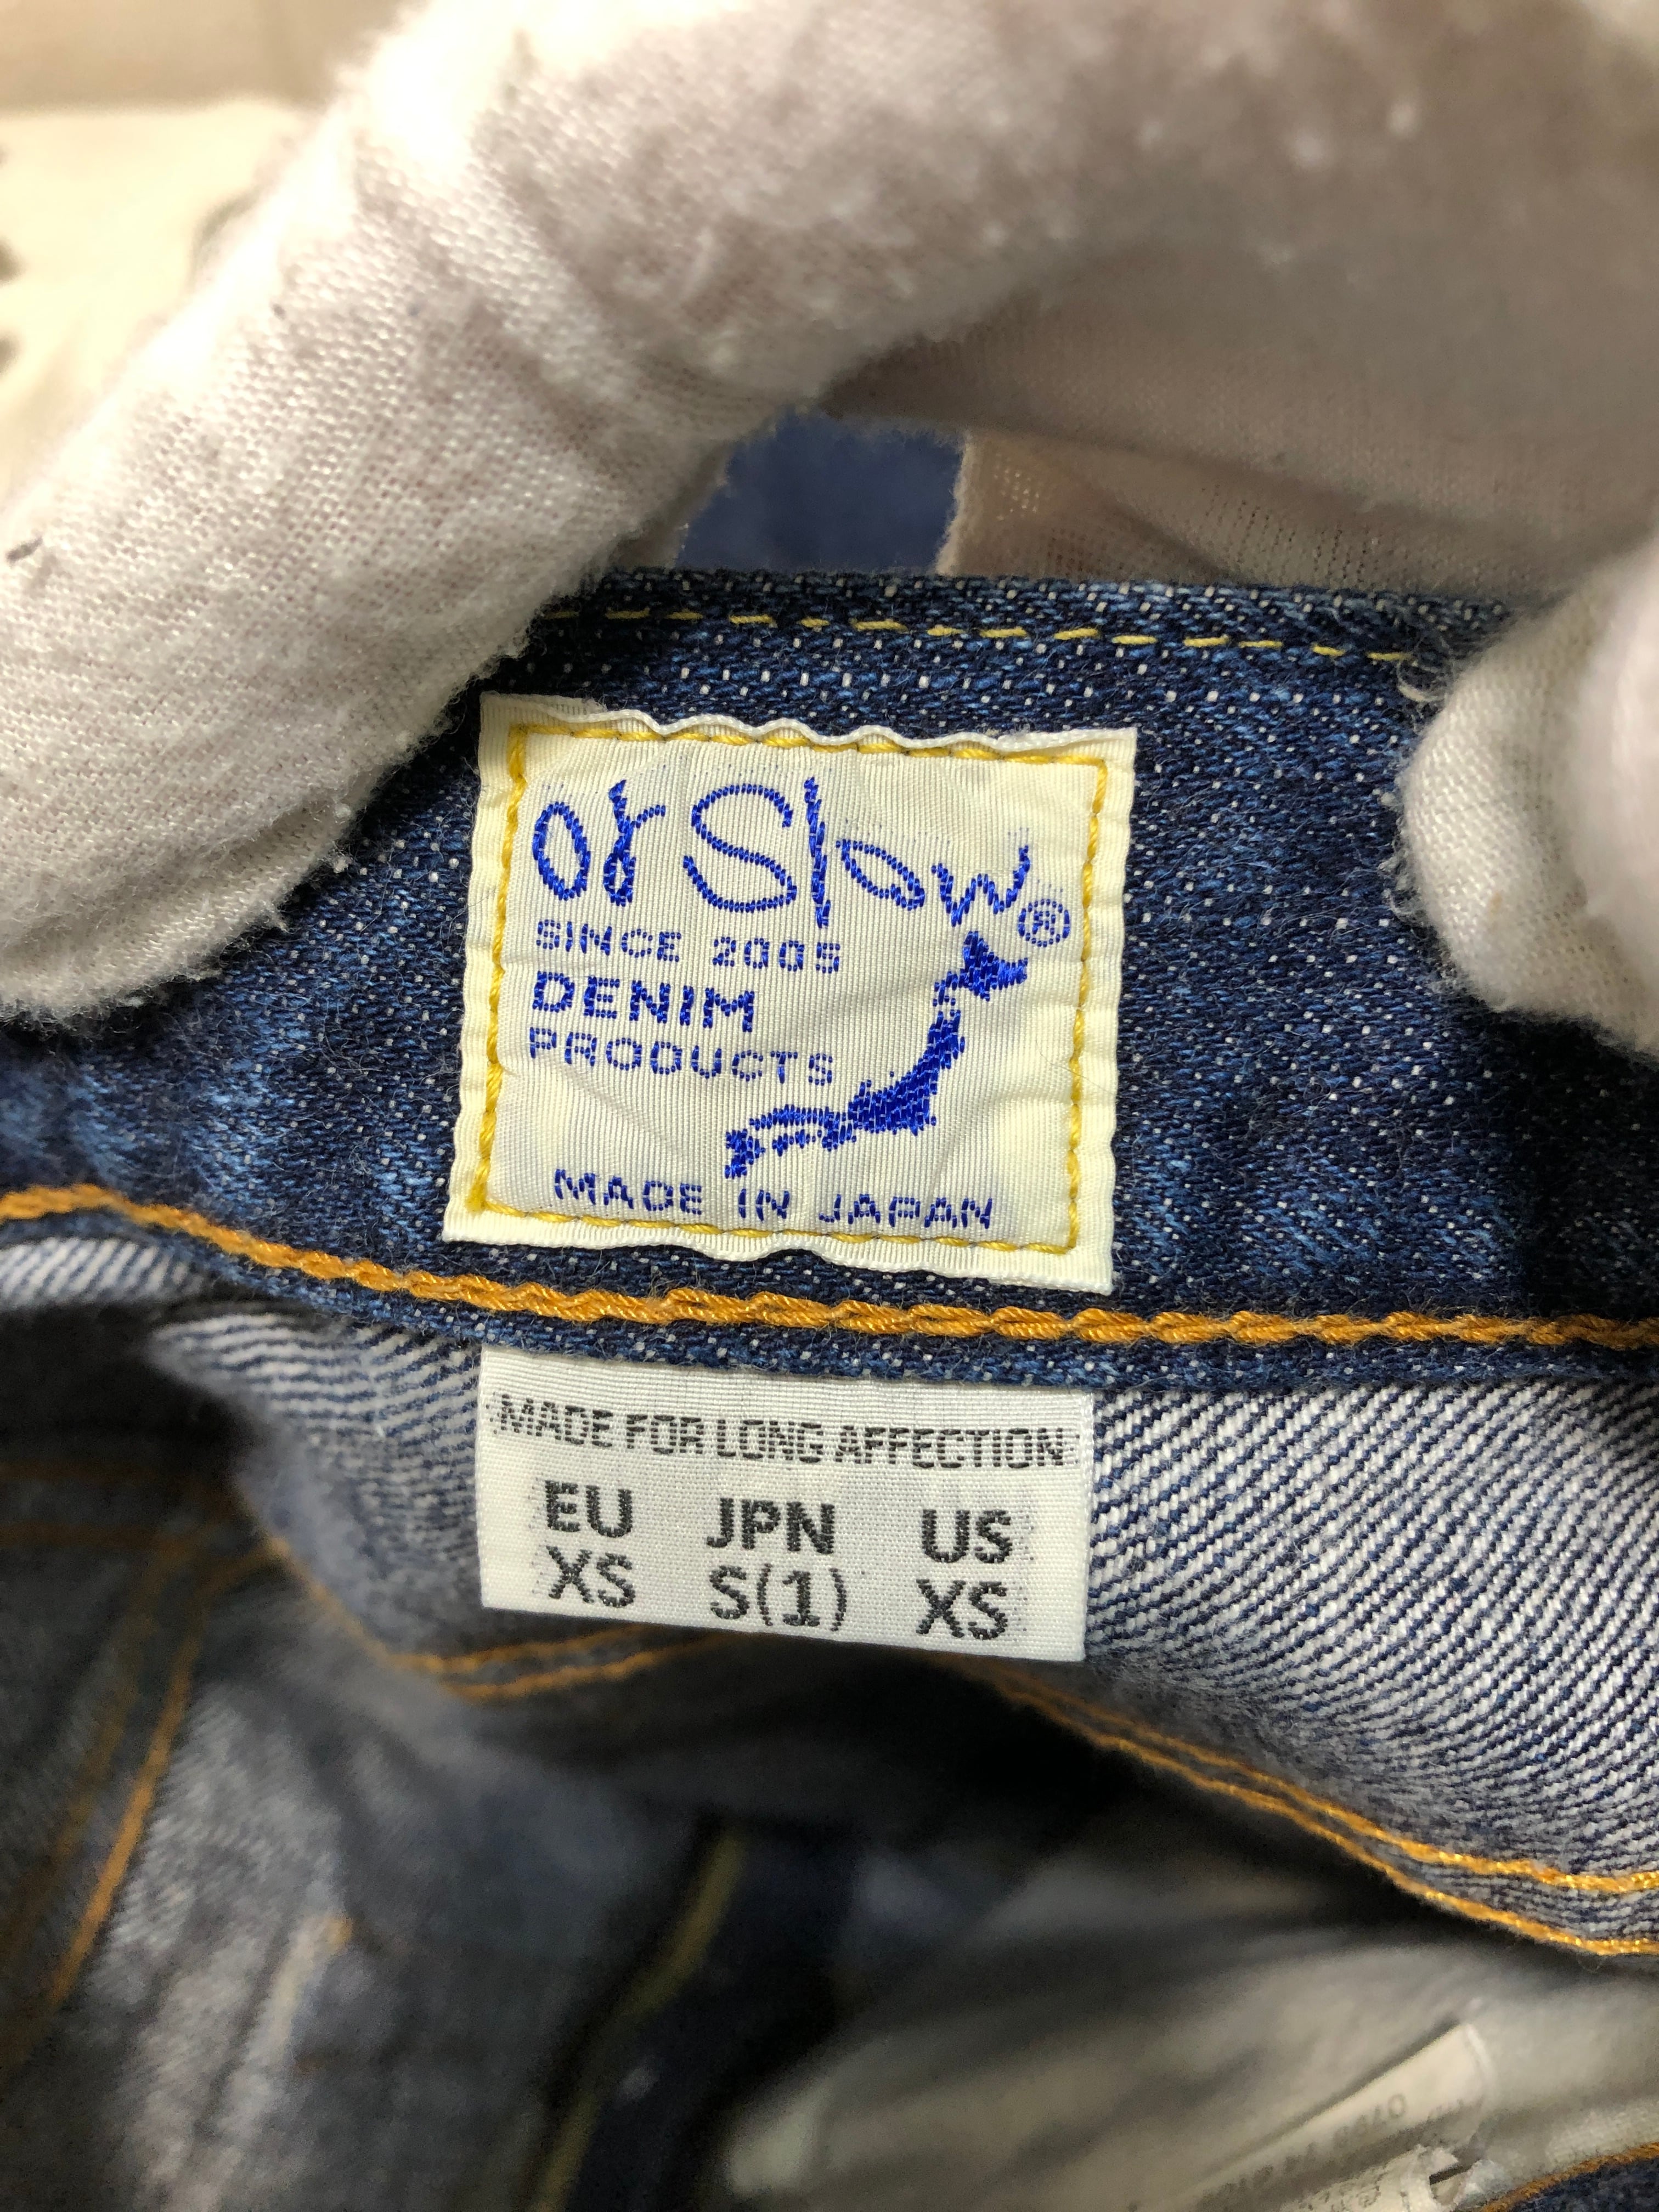 or Slow®
SINCE 2005
DENIM
PRODUCTS
MADE IN JAPAN
MADE FOR LONG AFFECTION
EU JPN US
XS S(1) XS